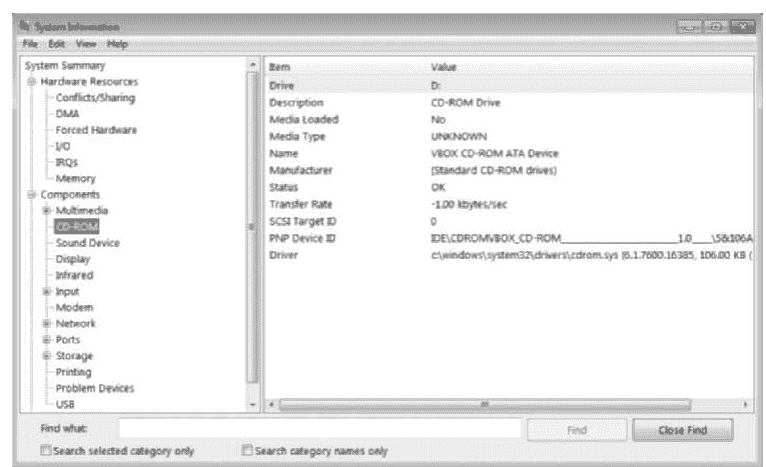 System Information
File Edit View Help
System Summary
Hardware Resources
Conflicts/Sharing
DMA
Forced Hardware
I/O
IRQs
Memory
Components
Multimedia
CD-ROM
Sound Device
Display
Infrared
Input
Modem
Network
Ports
Storage
Printing
Problem Devices
USB
Item Value
Drive D:
Description CD-ROM Drive
Media Loaded No
Media Type UNKNOWN
Name VBOX CD-ROM ATA Device
Manufacturer (Standard CD-ROM drives)
Status OK
Transfer Rate -1.00 kbytes/sec
SCSI Target ID 0
PNP Device ID IDE\CDROMVBOX_CD-ROM_____________________1.0_____\5&106A
Driver c:\windows\system32\drivers\cdrom.sys (6.1.7600.16385, 106.00 KB (
Find what: Find Close Find
Search selected category only Search category names only